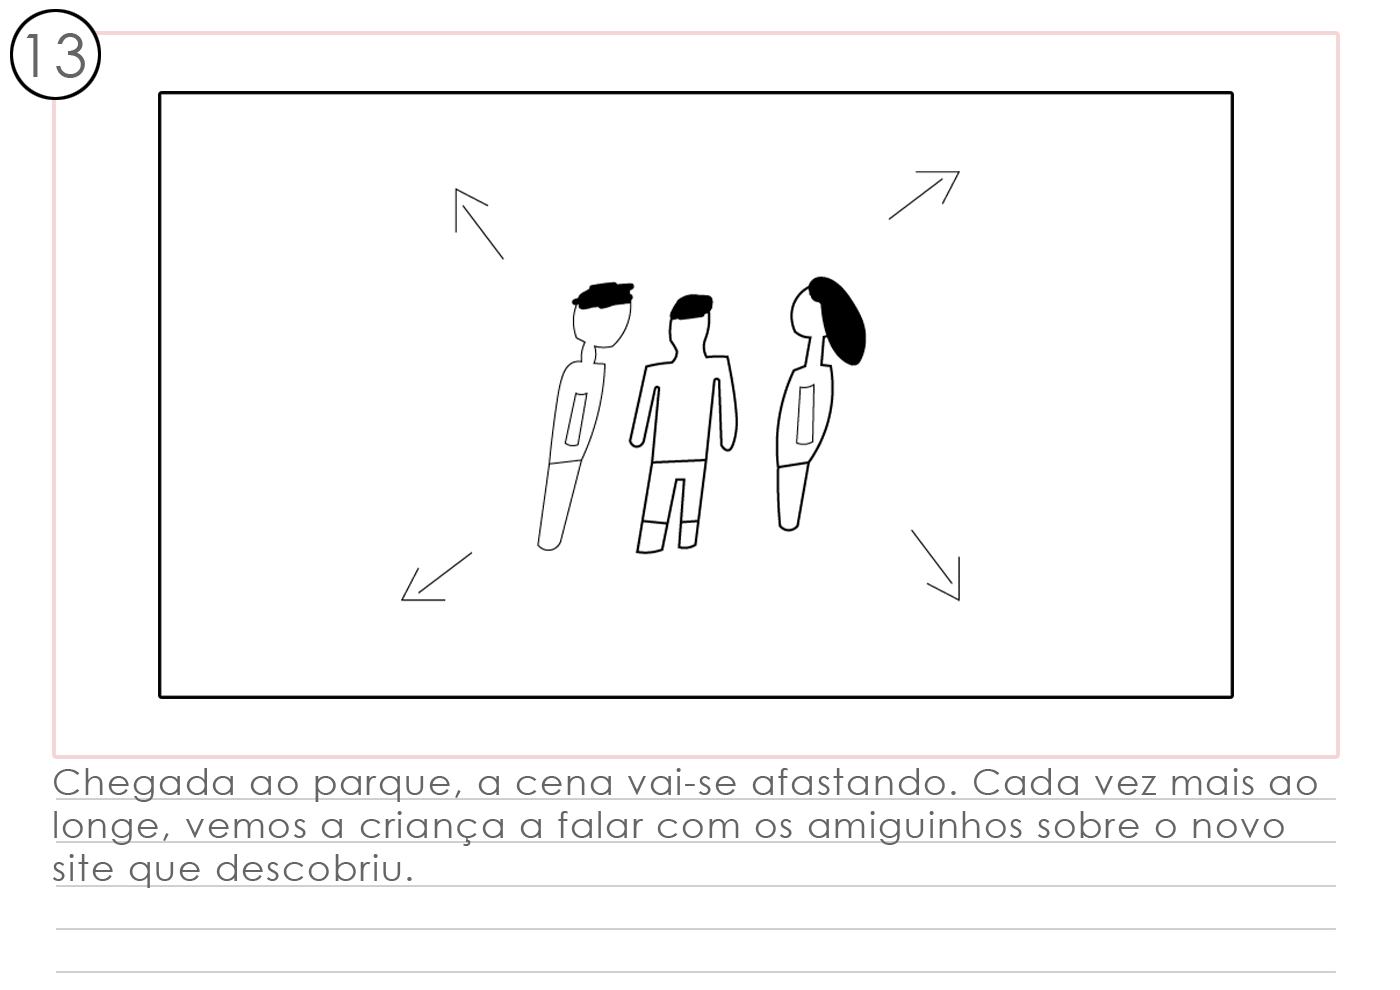 13
Chegada ao parque, a cena vai-se afastando. Cada vez mais ao
longe, vemos a criança a falar com os amiguinhos sobre o novo
site que descobriu.